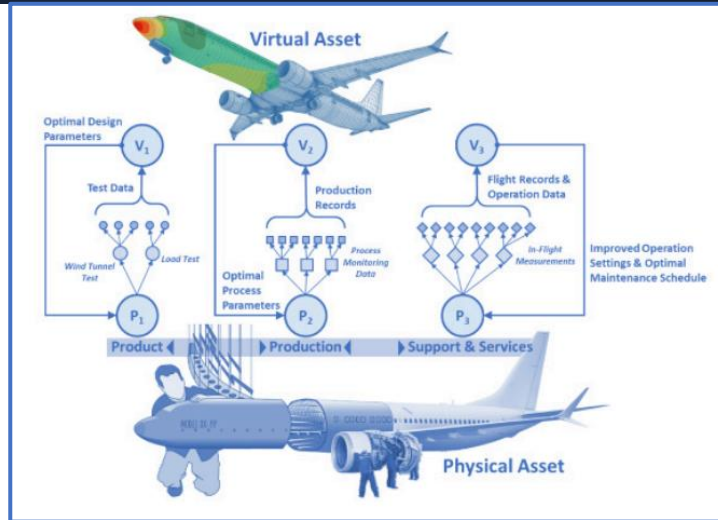 Virtual Asset
Optimal Design
Parameters
V₁
V₂
V₃
Test Data
Production
Records
Flight Records &
Operation Data
Wind Tunnel
Test
Load Test
Process
Monitoring
Data
In-Flight
Measurements
Optimal
Process
Parameters
Improved Operation
Settings & Optimal
Maintenance Schedule
P₁
P₂
P₃
Product
Production
Support & Services
Physical Asset